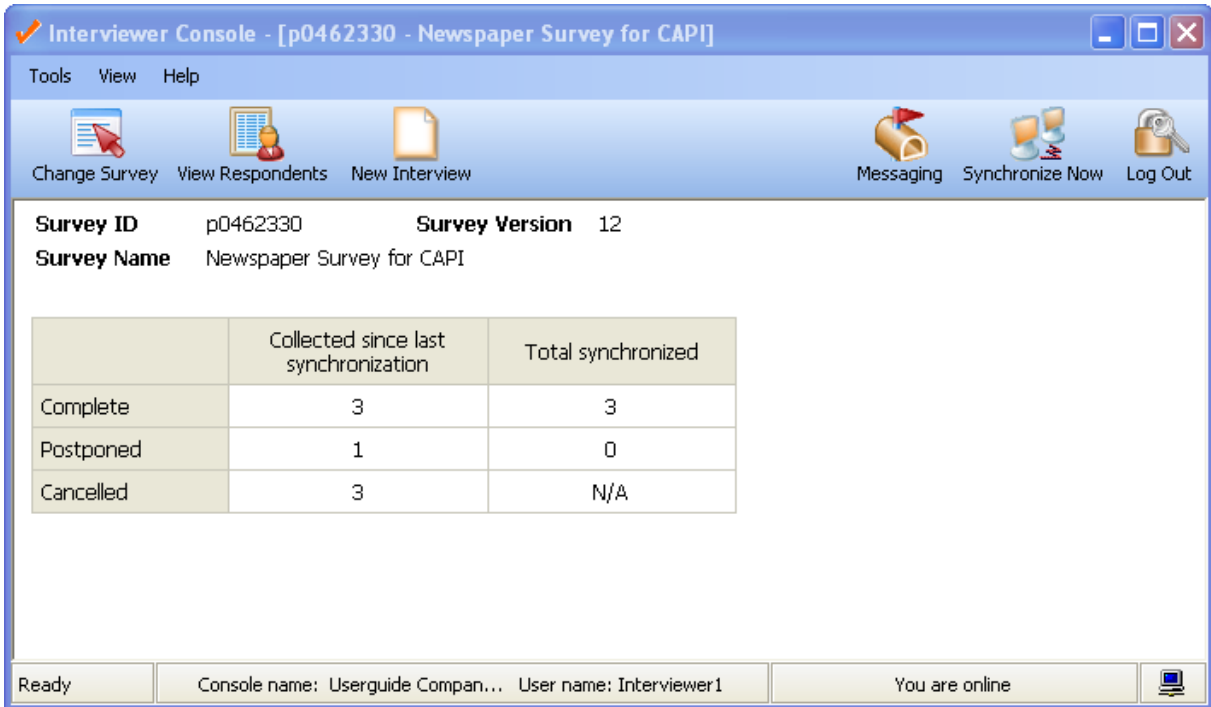 Interviewer Console - [p0462330 - Newspaper Survey for CAPI]
Tools View Help
Change Survey View Respondents New Interview Messaging Synchronize Now Log Out
Survey ID p0462330 Survey Version 12
Survey Name Newspaper Survey for CAPI
Collected since last
synchronization
Total synchronized
Complete 3 3
Postponed 1 0
Cancelled 3 N/A
Ready Console name: Userguide Compan... User name: Interviewer1 You are online